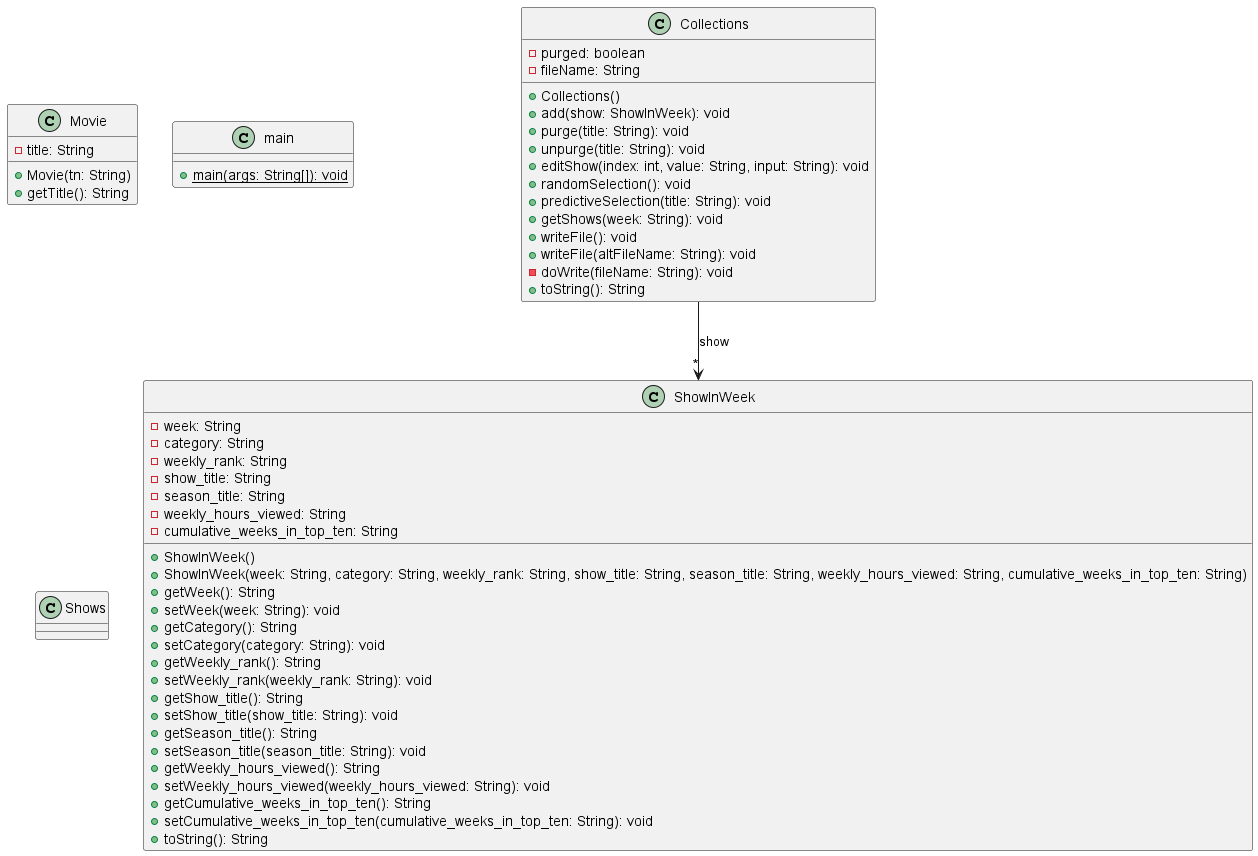 C Collections
purged: boolean
fileName: String
Collections()
add(show: ShowInWeek): void
purge(title: String): void
unpurge(title: String): void
editShow(index: int, value: String, input: String): void
randomSelection(): void
predictiveSelection(title: String): void
getShows(week: String): void
writeFile(): void
writeFile(altFileName: String): void
doWrite(fileName: String): void
toString(): String
C Movie
title: String
Movie(tn: String)
getTitle(): String
C main
main(args: String[]): void
show
*
C ShowInWeek
week: String
category: String
weekly_rank: String
show_title: String
season_title: String
weekly_hours_viewed: String
cumulative_weeks_in_top_ten: String
ShowInWeek()
ShowInWeek(week: String, category: String, weekly_rank: String, show_title: String, season_title: String, weekly_hours_viewed: String, cumulative_weeks_in_top_ten: String)
getWeek(): String
setWeek(week: String): void
getCategory(): String
setCategory(category: String): void
getWeekly_rank(): String
setWeekly_rank(weekly_rank: String): void
getShow_title(): String
setShow_title(show_title: String): void
getSeason_title(): String
setSeason_title(season_title: String): void
getWeekly_hours_viewed(): String
setWeekly_hours_viewed(weekly_hours_viewed: String): void
getCumulative_weeks_in_top_ten(): String
setCumulative_weeks_in_top_ten(cumulative_weeks_in_top_ten: String): void
toString(): String
C Shows